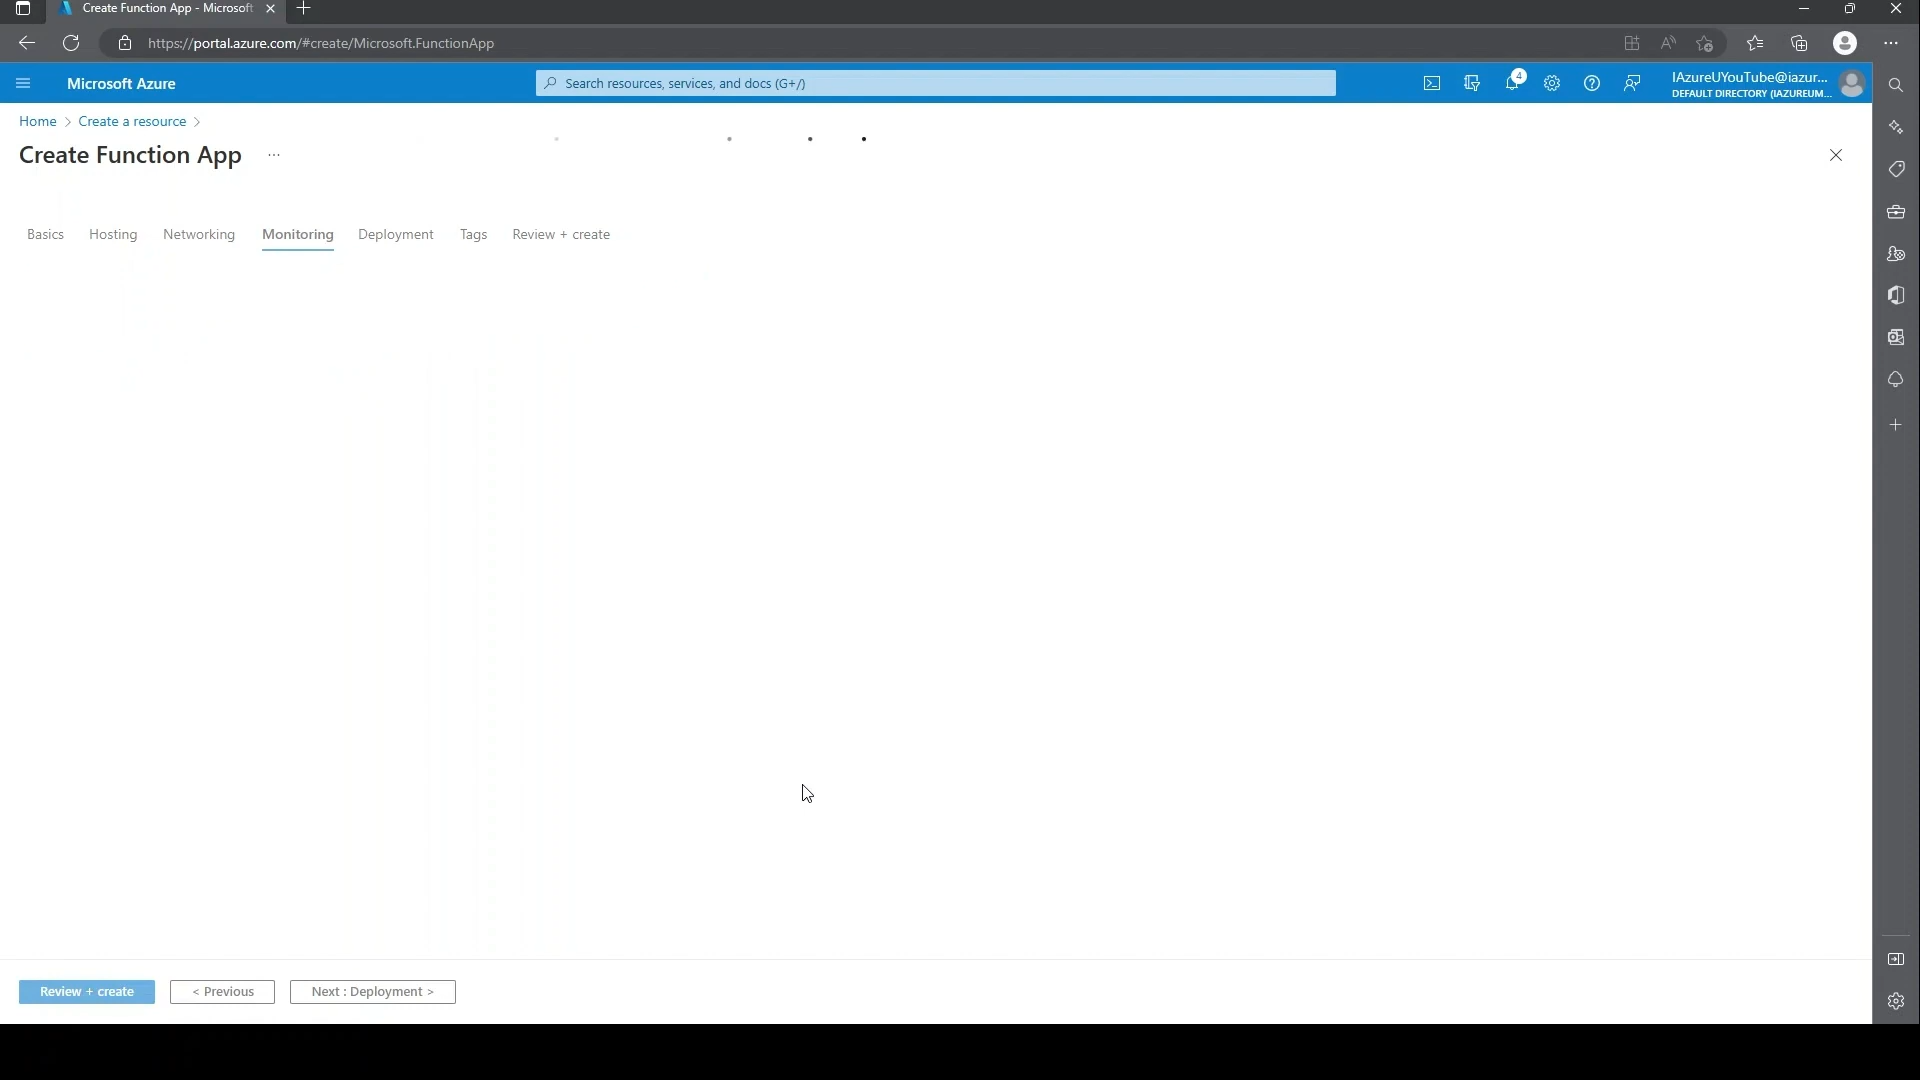 Create Function App - Microsoft
https://portal.azure.com/#create/Microsoft.FunctionApp
Microsoft Azure
Search resources, services, and docs (G+/)
4
IAzureUYouTube@iazur...
DEFAULT DIRECTORY (IAZUREUM...
Home > Create a resource >
Create Function App ...
Basics Hosting Networking Monitoring Deployment Tags Review + create
Review + create < Previous Next : Deployment >